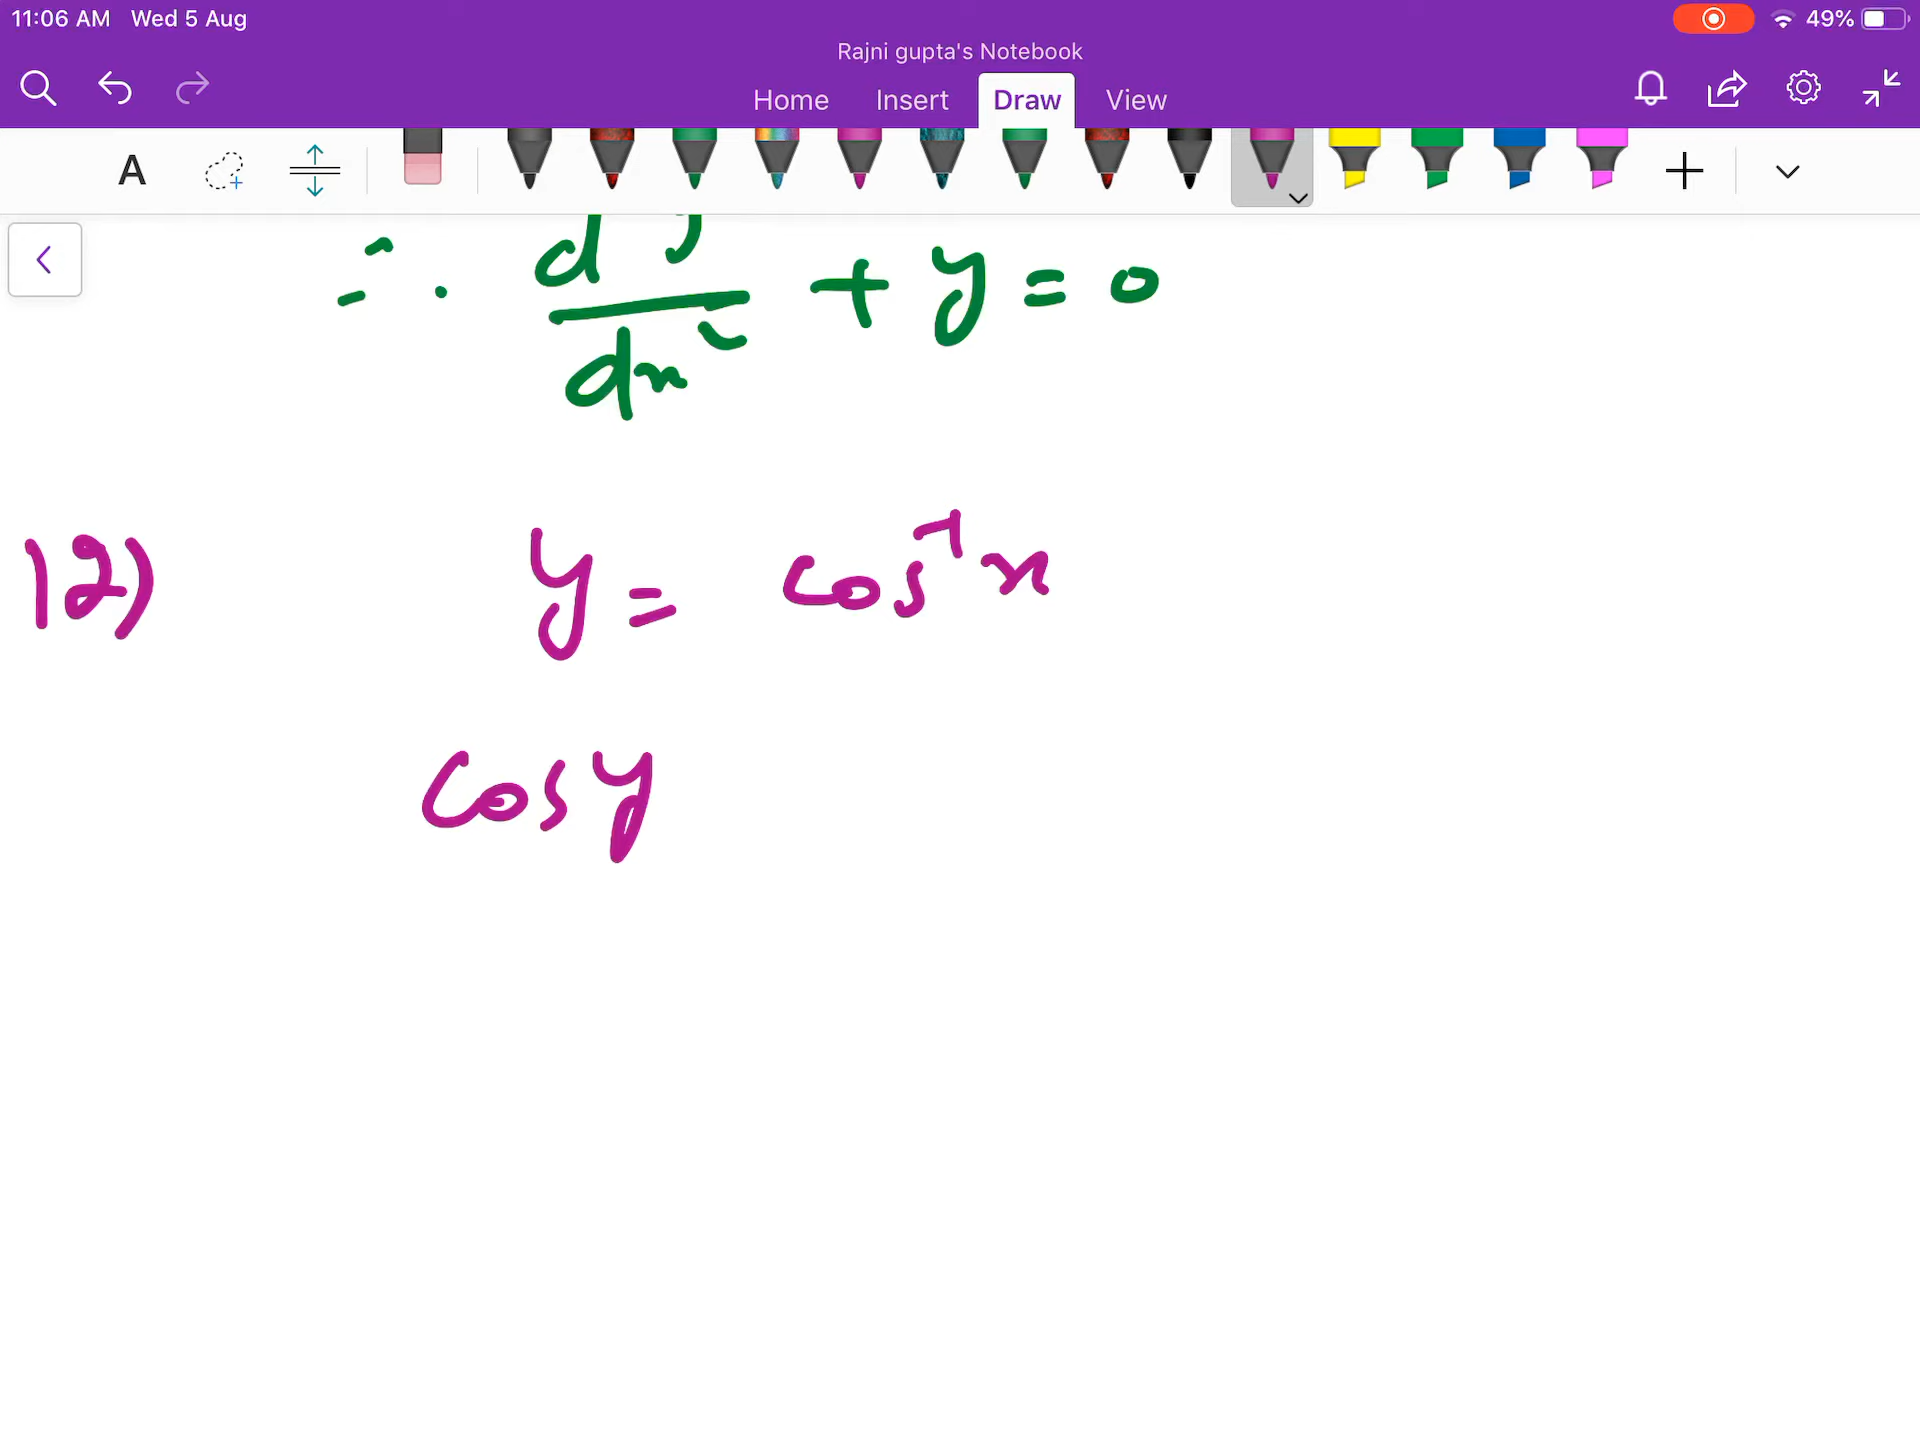 11:06 AM Wed 5 Aug
49%
Rajni gupta's Notebook
Home Insert Draw View
A
∴ d²y/dx² + y = 0
12) y = cos⁻¹x
cos y